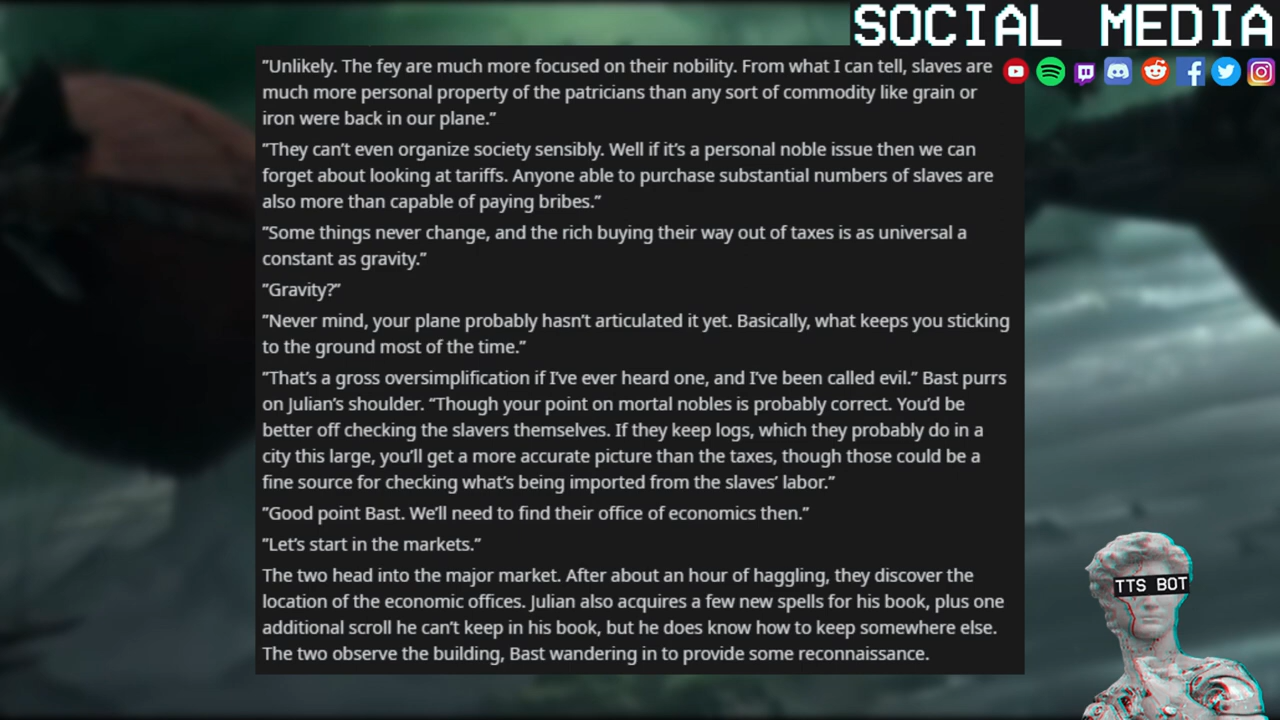 SOCIAL MEDIA
"Unlikely. The fey are much more focused on their nobility. From what I can tell, slaves are
much more personal property of the patricians than any sort of commodity like grain or
iron were back in our plane."
"They can't even organize society sensibly. Well if it's a personal noble issue then we can
forget about looking at tariffs. Anyone able to purchase substantial numbers of slaves are
also more than capable of paying bribes."
"Some things never change, and the rich buying their way out of taxes is as universal a
constant as gravity."
"Gravity?"
"Never mind, your plane probably hasn't articulated it yet. Basically, what keeps you sticking
to the ground most of the time."
"That's a gross oversimplification if I've ever heard one, and I've been called evil." Bast purrs
on Julian's shoulder. "Though your point on mortal nobles is probably correct. You'd be
better off checking the slavers themselves. If they keep logs, which they probably do in a
city this large, you'll get a more accurate picture than the taxes, though those could be a
fine source for checking what's being imported from the slaves' labor."
"Good point Bast. We'll need to find their office of economics then."
"Let's start in the markets."
The two head into the major market. After about an hour of haggling, they discover the
location of the economic offices. Julian also acquires a few new spells for his book, plus one
additional scroll he can't keep in his book, but he does know how to keep somewhere else.
The two observe the building, Bast wandering in to provide some reconnaissance.
TTS BOT